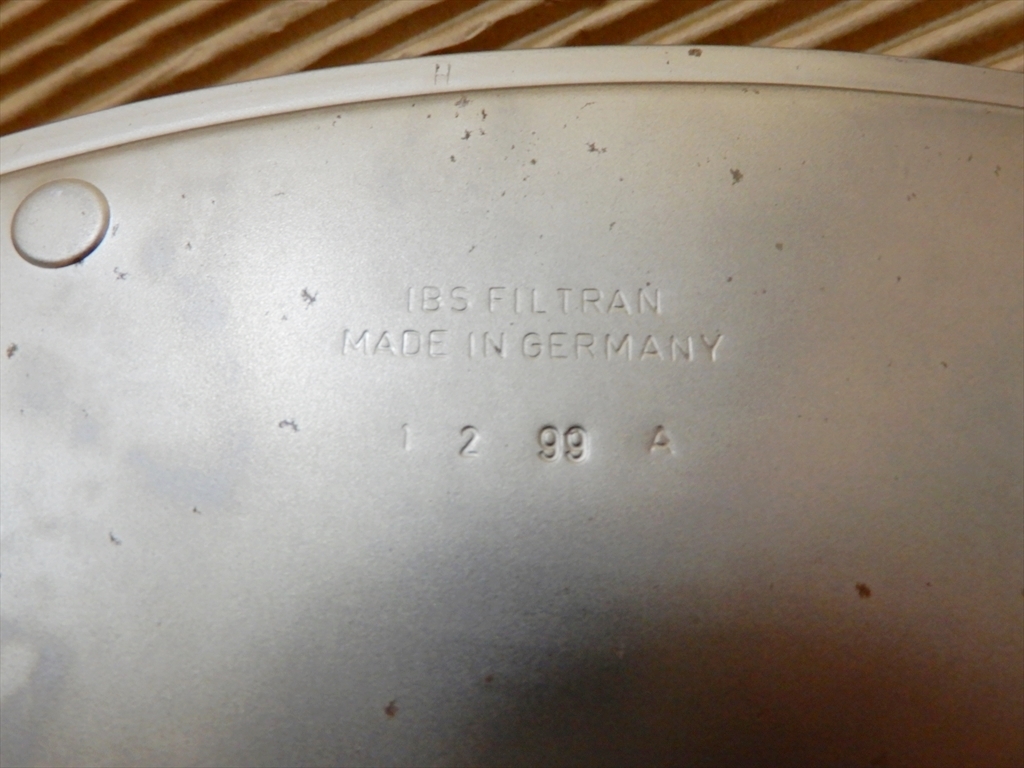 H
IBS FILTRAN
MADE IN GERMANY
1 2 99 A